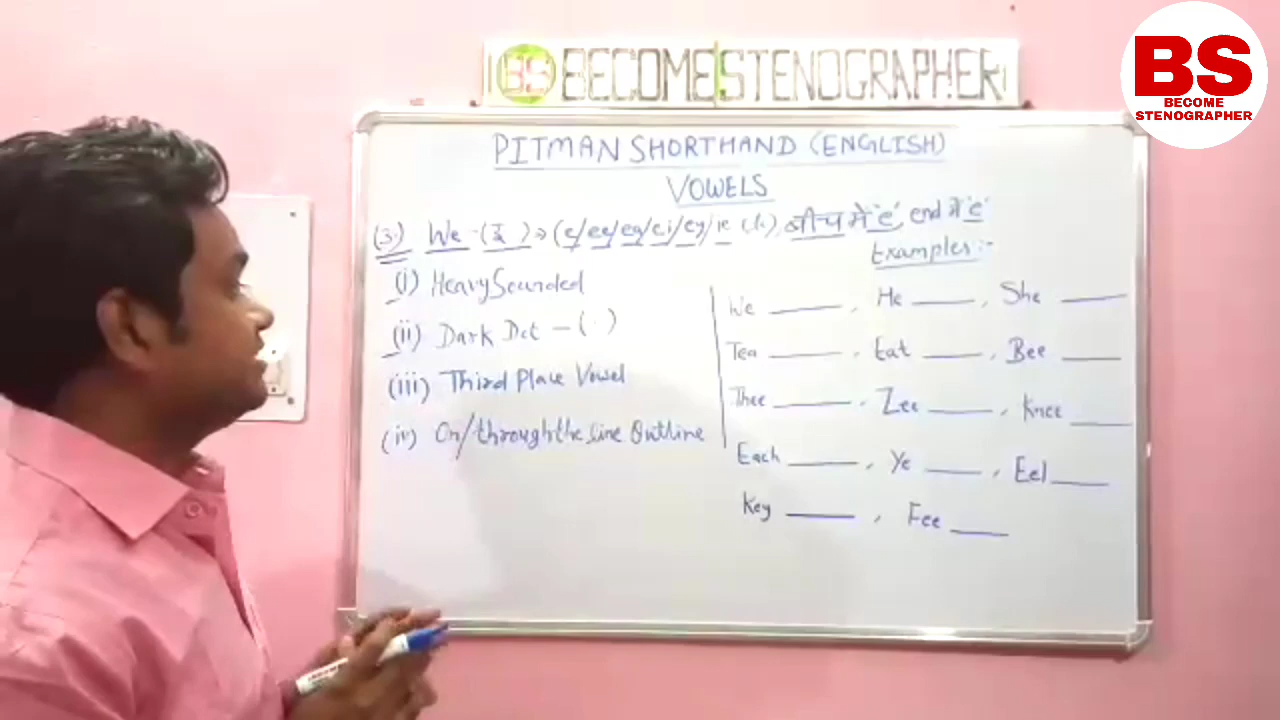 BS BECOME STENOGRAPHER
BS
BECOME
STENOGRAPHER
PITMAN SHORTHAND (ENGLISH)
VOWELS
(3) We -(ई) → (e/ee/ea/ei/ey/ie बीच में 'e', end में 'e'
Examples :-
(i) Heavy Sounded
(ii) Dark Dot - (.)
(iii) Third Place Vowel
(iv) On/through the line Outline
We ____, He ____, She ____
Tea ____, Eat ____, Bee ____
Thee ____, Zee ____, Knee ____
Each ____, Ye ____, Eel ____
Key ____, Fee ____